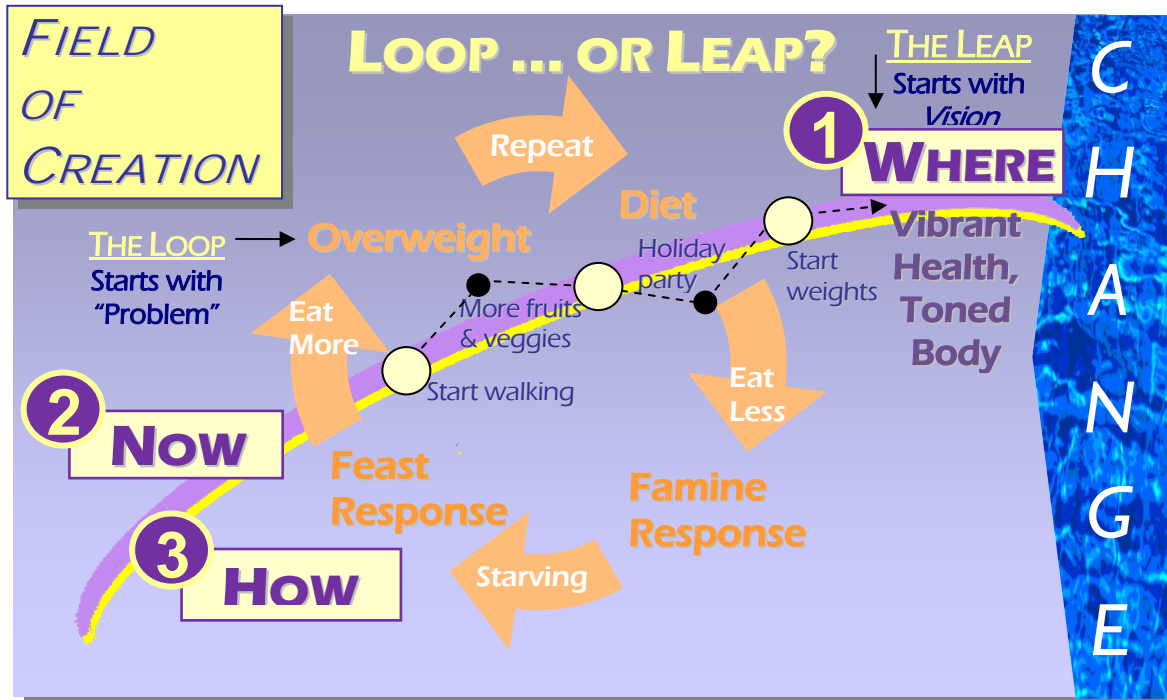 FIELD
OF
CREATION
LOOP ... OR LEAP?
THE LEAP
Starts with
Vision
1
WHERE
Vibrant
Health,
Toned
Body
CHANGE
Repeat
Diet
THE LOOP
Starts with
“Problem”
Overweight
Holiday
party
Start
weights
Eat
More
More fruits
& veggies
Start walking
Eat
Less
2
NOW
Feast
Response
Famine
Response
3
HOW
Starving